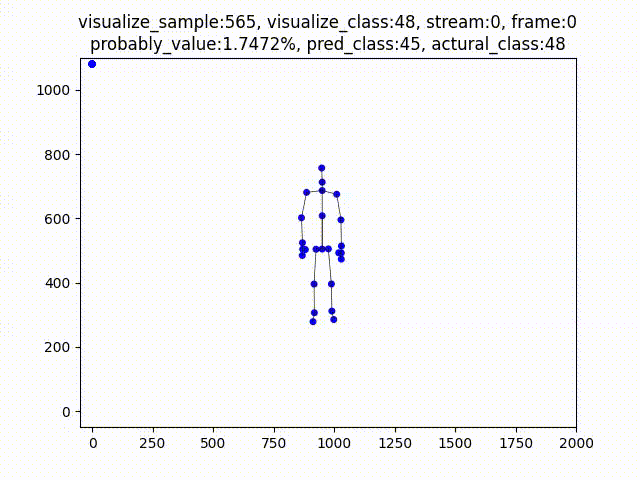 visualize_sample:565, visualize_class:48, stream:0, frame:0
probably_value:1.7472%, pred_class:45, actural_class:48
1000
800
600
400
200
0
0 250 500 750 1000 1250 1500 1750 2000